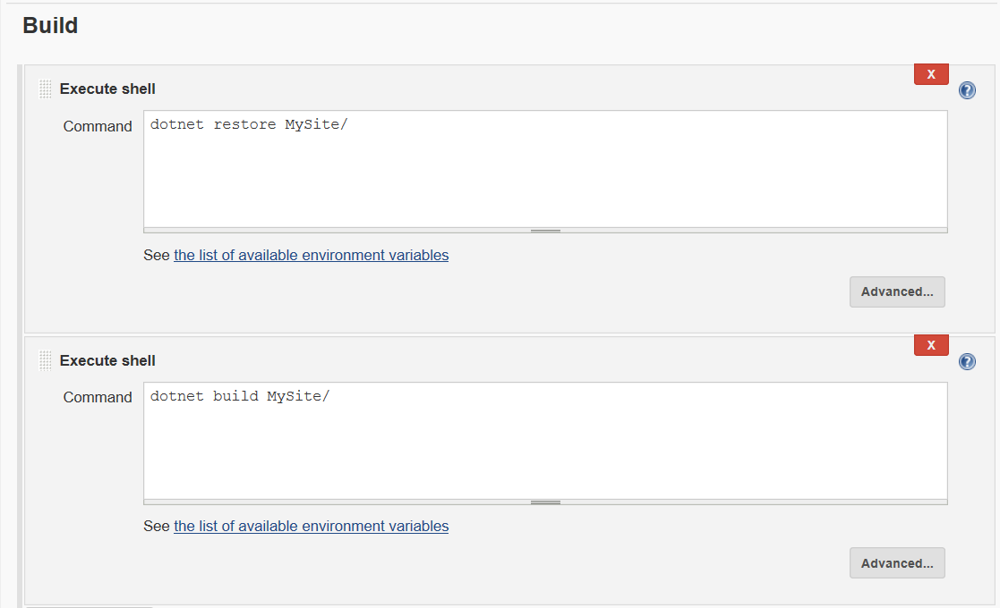 Build
X
Execute shell
?
Command
dotnet restore MySite/
See the list of available environment variables
Advanced...
X
Execute shell
?
Command
dotnet build MySite/
See the list of available environment variables
Advanced...